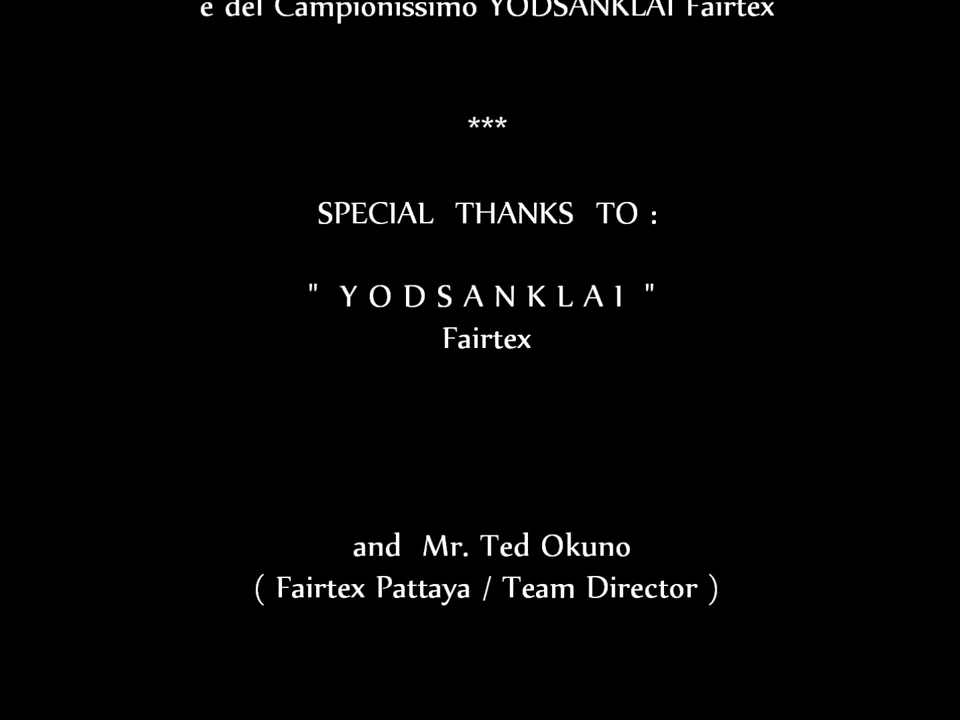 e del Campionissimo YODSANKLAI Fairtex
***
SPECIAL THANKS TO :
" Y O D S A N K L A I "
Fairtex
and Mr. Ted Okuno
( Fairtex Pattaya / Team Director )